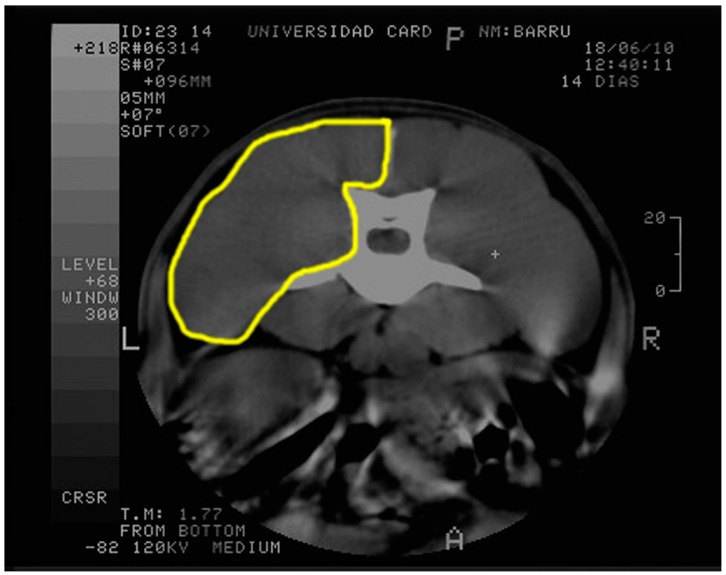 ID:23 14 UNIVERSIDAD CARD P NM:BARRU
+218 R#06314 18/06/10
S#07 12:40:11
+096MM 14 DIAS
05MM
+07°
SOFT(07)
20
LEVEL
+68
WINDW
300
0
L R
CRSR
T.M: 1.77
FROM BOTTOM
-82 120KV MEDIUM A